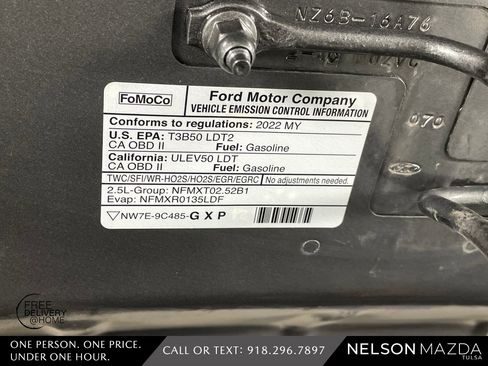 NZ6B-16A76
070
FoMoCo
Ford Motor Company
VEHICLE EMISSION CONTROL INFORMATION
Conforms to regulations: 2022 MY
U.S. EPA: T3B50 LDT2
CA OBD II Fuel: Gasoline
California: ULEV50 LDT
CA OBD II Fuel: Gasoline
TWC/SFI/WR-HO2S/HO2S/EGR/EGRC No adjustments needed.
2.5L-Group: NFMXT02.52B1
Evap: NFMXR0135LDF
NW7E-9C485-GXP
FREE
DELIVERY
@HOME
ONE PERSON. ONE PRICE.
UNDER ONE HOUR.
CALL OR TEXT: 918.296.7897
NELSON MAZDA
TULSA